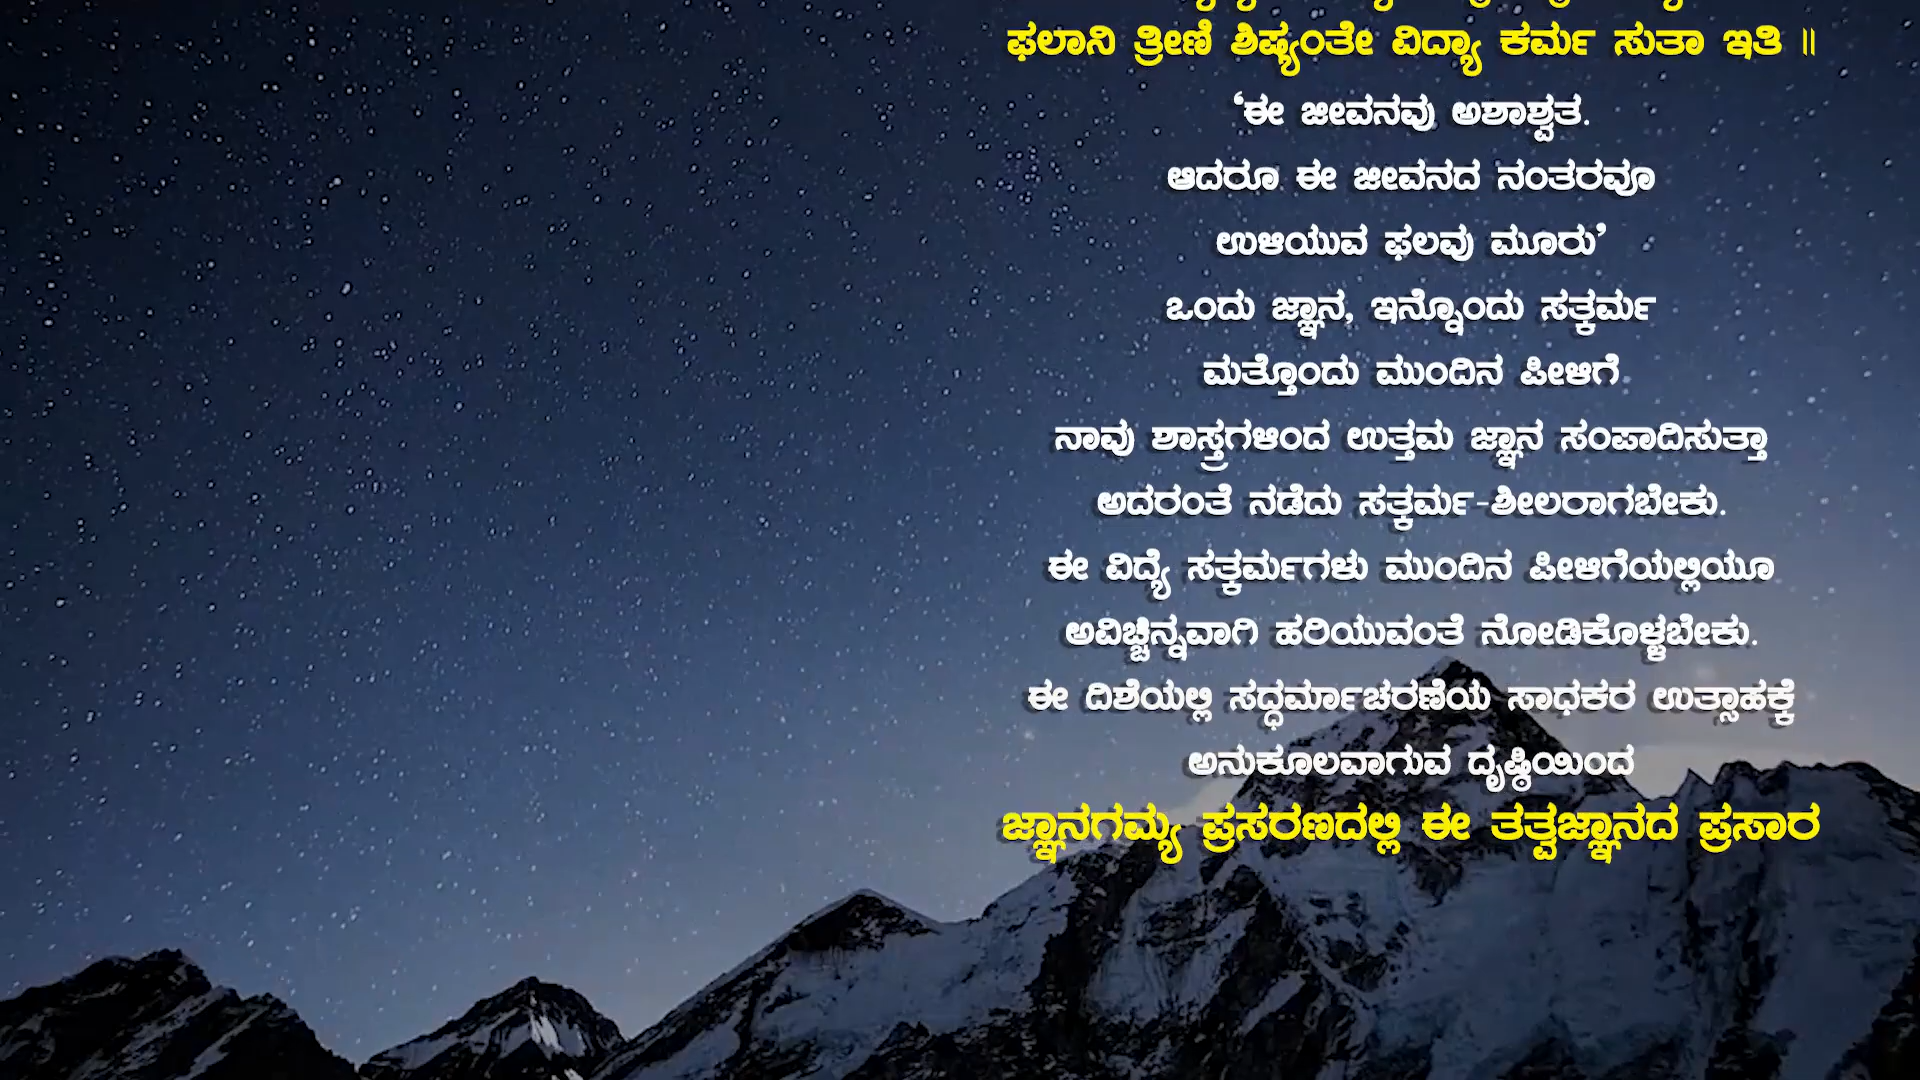 ಫಲಾನಿ ತ್ರೀಣಿ ಶಿಷ್ಯಂತೇ ವಿದ್ಯಾ ಕರ್ಮ ಸುತಾ ಇತಿ ॥
‘ಈ ಜೀವನವು ಅಶಾಶ್ವತ.
ಆದರೂ ಈ ಜೀವನದ ನಂತರವೂ
ಉಳಿಯುವ ಫಲವು ಮೂರು’
ಒಂದು ಜ್ಞಾನ, ಇನ್ನೊಂದು ಸತ್ಕರ್ಮ
ಮತ್ತೊಂದು ಮುಂದಿನ ಪೀಳಿಗೆ
ನಾವು ಶಾಸ್ತ್ರಗಳಿಂದ ಉತ್ತಮ ಜ್ಞಾನ ಸಂಪಾದಿಸುತ್ತಾ
ಅದರಂತೆ ನಡೆದು ಸತ್ಕರ್ಮ-ಶೀಲರಾಗಬೇಕು.
ಈ ವಿದ್ಯೆ ಸತ್ಕರ್ಮಗಳು ಮುಂದಿನ ಪೀಳಿಗೆಯಲ್ಲಿಯೂ
ಅವಿಚ್ಚಿನ್ನವಾಗಿ ಹರಿಯುವಂತೆ ನೋಡಿಕೊಳ್ಳಬೇಕು.
ಈ ದಿಶೆಯಲ್ಲಿ ಸದ್ಧರ್ಮಾಚರಣೆಯ ಸಾಧಕರ ಉತ್ಸಾಹಕ್ಕೆ
ಅನುಕೂಲವಾಗುವ ದೃಷ್ಠಿಯಿಂದ
ಜ್ಞಾನಗಮ್ಯ ಪ್ರಸರಣದಲ್ಲಿ ಈ ತತ್ವಜ್ಞಾನದ ಪ್ರಸಾರ